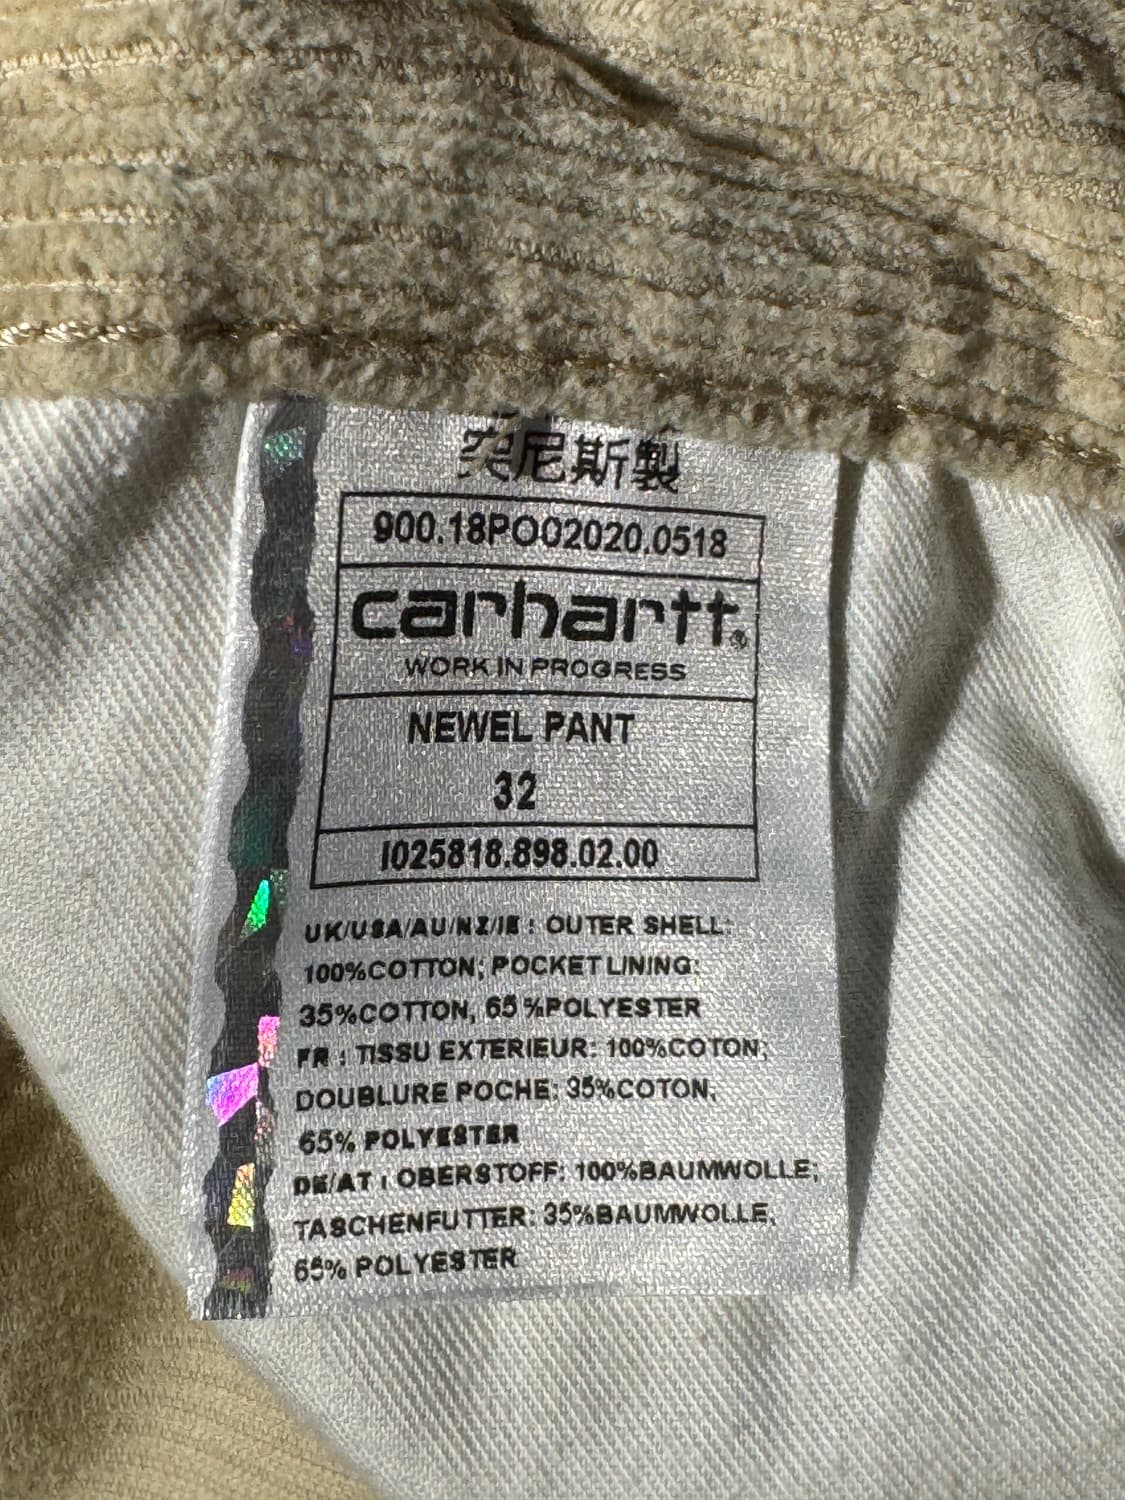 突尼斯製
900.18PO02020.0518
carhartt®
WORK IN PROGRESS
NEWEL PANT
32
I025818.898.02.00
UK/USA/AU/NZ/IE : OUTER SHELL:
100%COTTON; POCKET LINING:
35%COTTON, 65 %POLYESTER
FR : TISSU EXTERIEUR: 100%COTON;
DOUBLURE POCHE: 35%COTON,
65% POLYESTER
DE/AT : OBERSTOFF: 100%BAUMWOLLE;
TASCHENFUTTER: 35%BAUMWOLLE,
65% POLYESTER